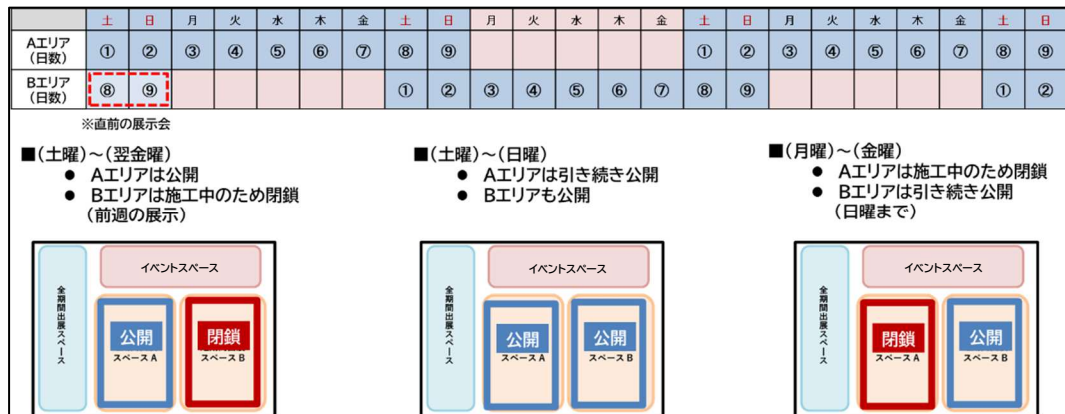 土 日 月 火 水 木 金 土 日 月 火 水 木 金 土 日 月 火 水 木 金 土 日
Aエリア
(日数) ① ② ③ ④ ⑤ ⑥ ⑦ ⑧ ⑨ ① ② ③ ④ ⑤ ⑥ ⑦ ⑧ ⑨
Bエリア
(日数) ⑧ ⑨ ① ② ③ ④ ⑤ ⑥ ⑦ ⑧ ⑨ ① ②
※直前の展示会
■(土曜)～(翌金曜)
● Aエリアは公開
● Bエリアは施工中のため閉鎖
(前週の展示)
■(土曜)～(日曜)
● Aエリアは引き続き公開
● Bエリアも公開
■(月曜)～(金曜)
● Aエリアは施工中のため閉鎖
● Bエリアは引き続き公開
(日曜まで)
全期間出展スペース
イベントスペース
公開
スペース A
閉鎖
スペース B
全期間出展スペース
イベントスペース
公開
スペース A
公開
スペース B
全期間出展スペース
イベントスペース
閉鎖
スペース A
公開
スペース B